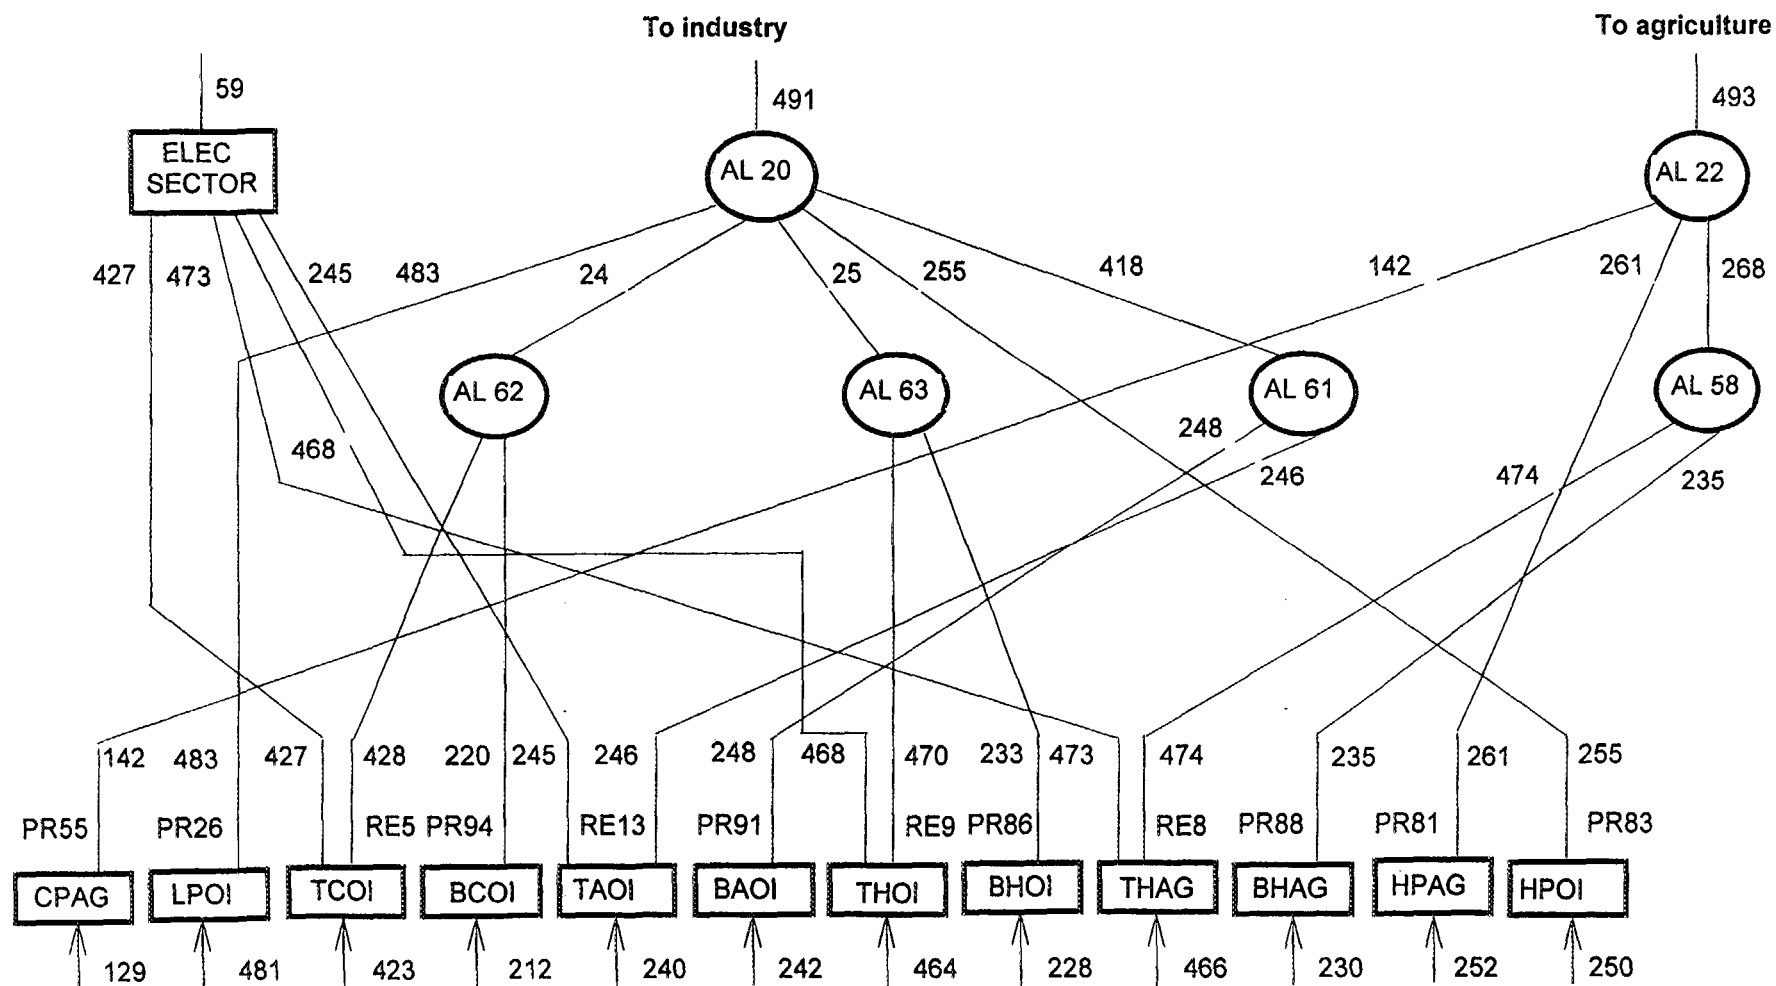 To industry
To agriculture
59
491
493
ELEC
SECTOR
AL 20
AL 22
427
473
245
483
24
25
255
418
142
261
268
AL 62
AL 63
AL 61
AL 58
468
248
246
474
235
142
483
427
428
220
245
246
248
468
470
233
473
474
235
261
255
PR55
PR26
RE5
PR94
RE13
PR91
RE9
PR86
RE8
PR88
PR81
PR83
CPAG
LPOI
TCOI
BCOI
TAOI
BAOI
THOI
BHOI
THAG
BHAG
HPAG
HPOI
129
481
423
212
240
242
464
228
466
230
252
250